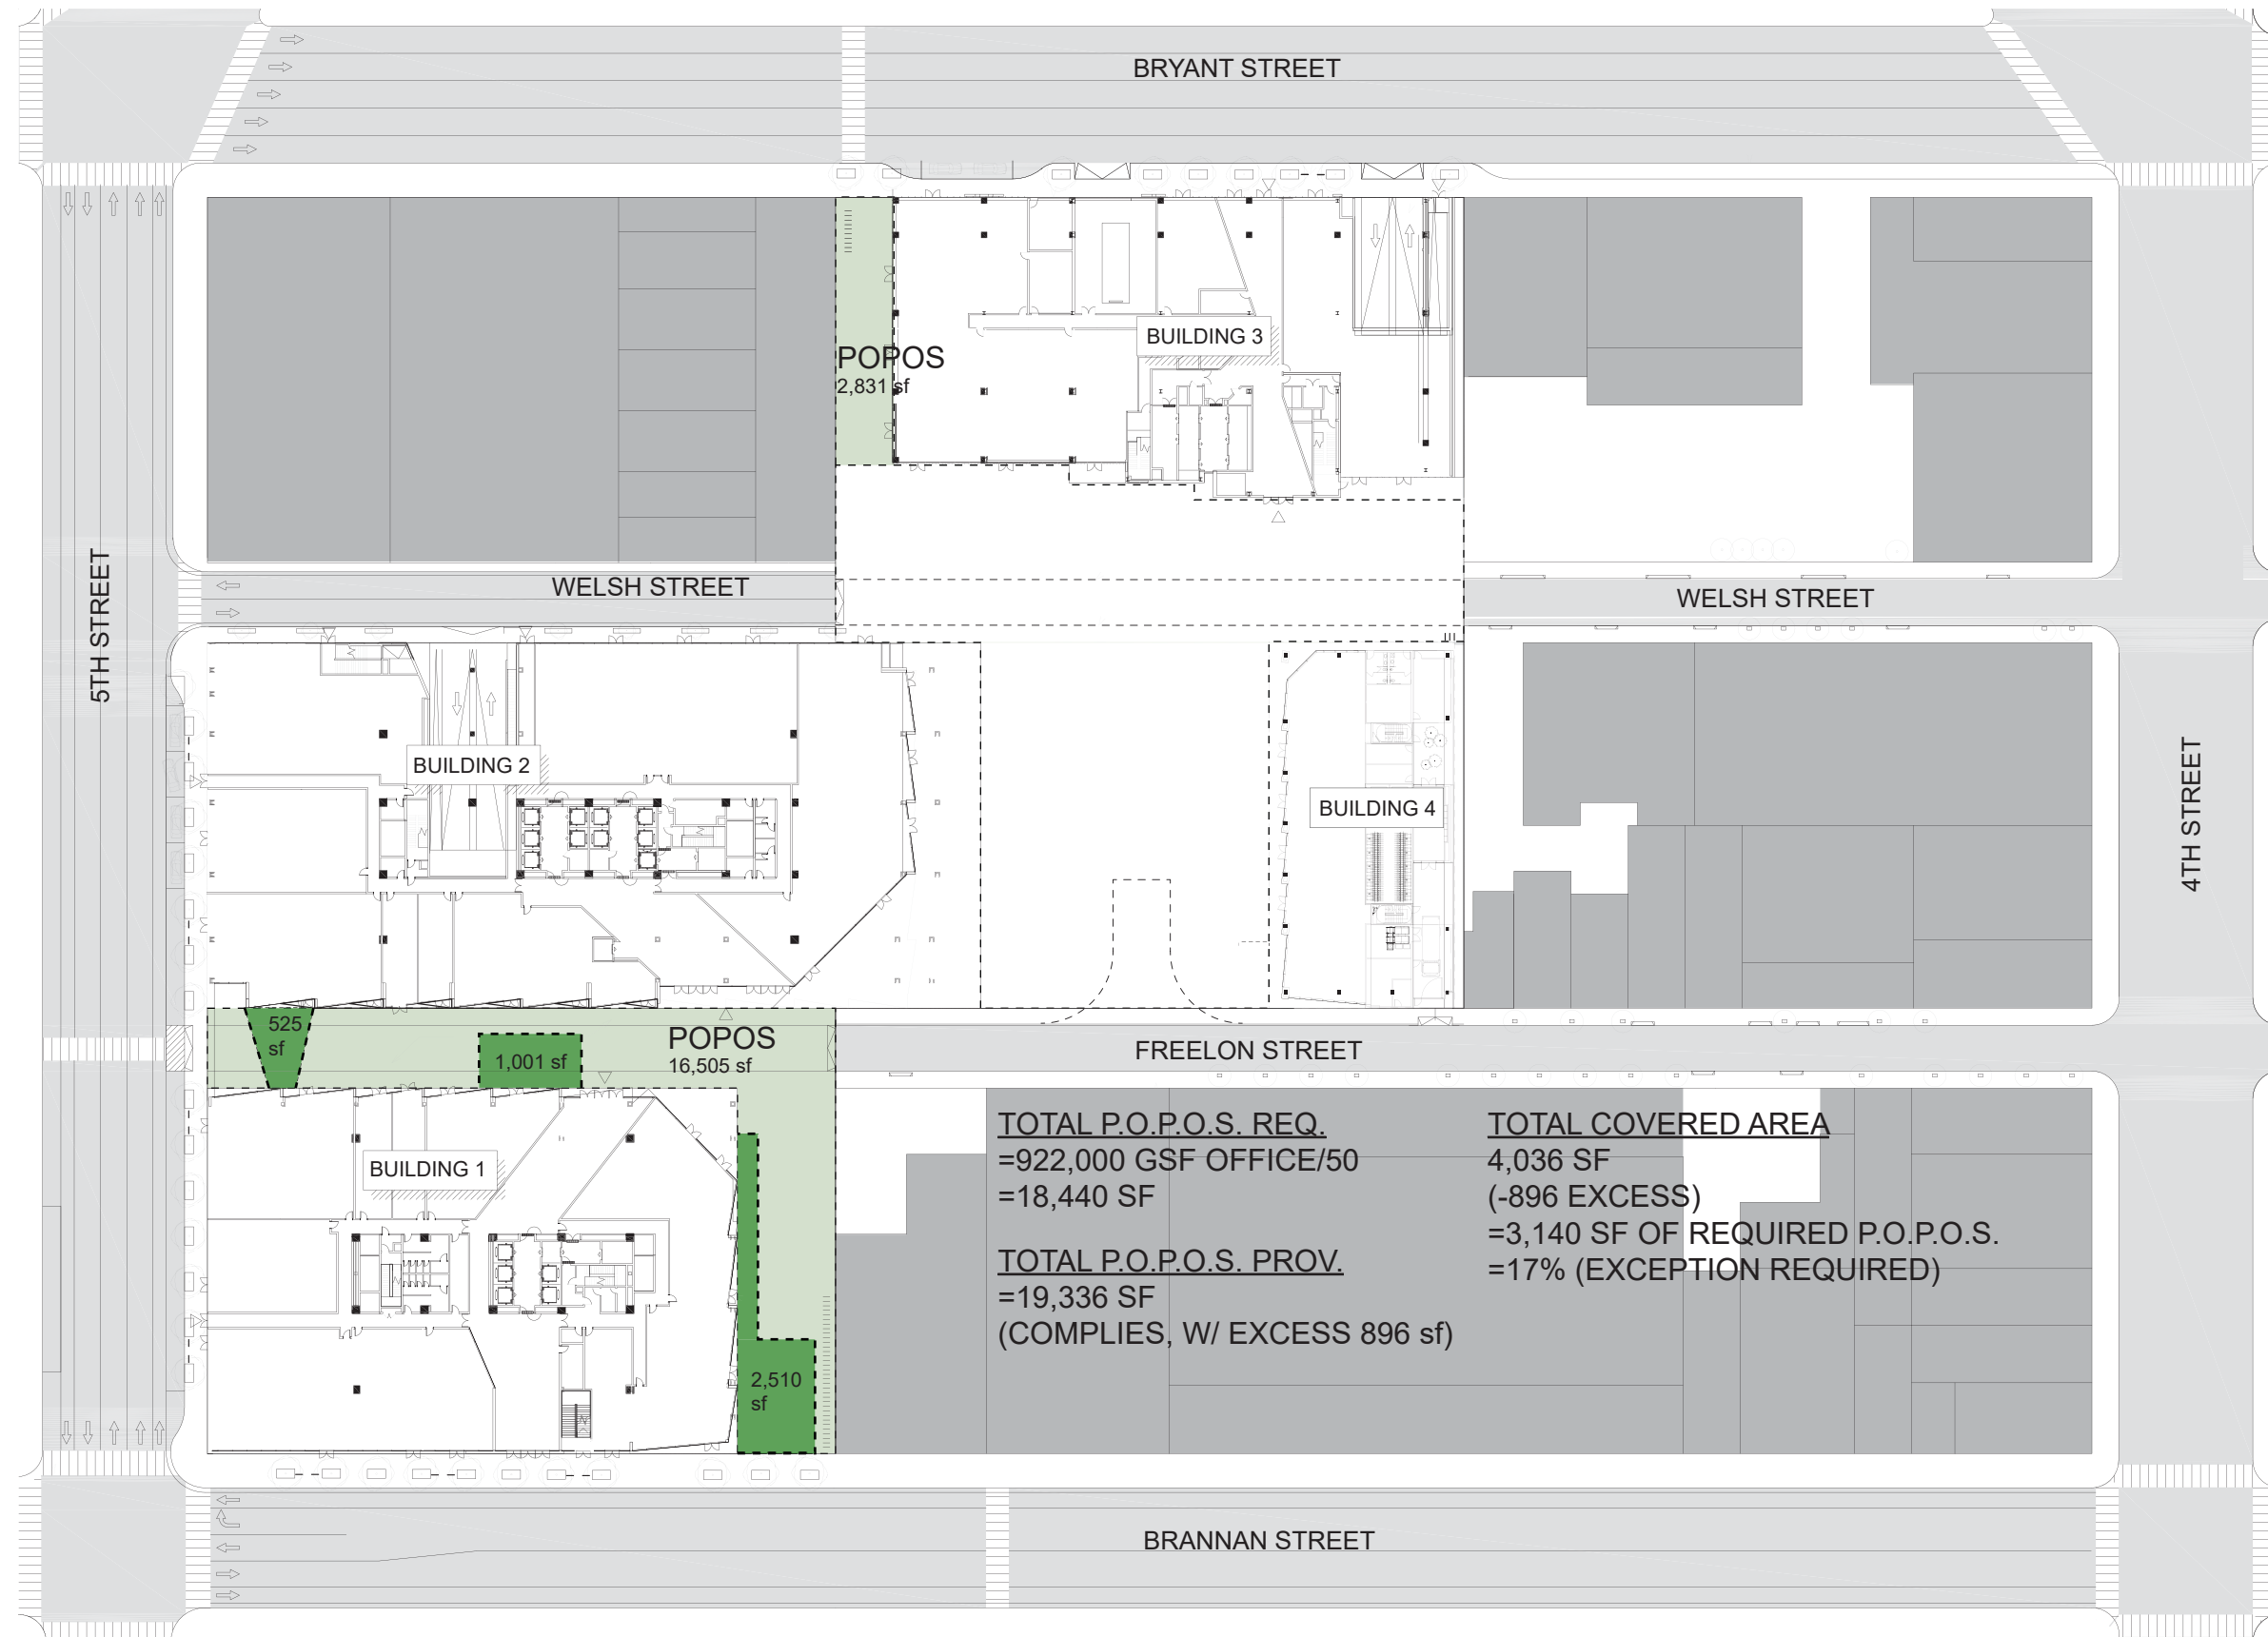 BRYANT STREET
BUILDING 3
POPOS
2,831 sf
5TH STREET
WELSH STREET
WELSH STREET
BUILDING 2
BUILDING 4
4TH STREET
525
sf
1,001 sf
POPOS
16,505 sf
FREELON STREET
BUILDING 1
TOTAL P.O.P.O.S. REQ.
=922,000 GSF OFFICE/50
=18,440 SF
TOTAL P.O.P.O.S. PROV.
=19,336 SF
(COMPLIES, W/ EXCESS 896 sf)
TOTAL COVERED AREA
4,036 SF
(-896 EXCESS)
=3,140 SF OF REQUIRED P.O.P.O.S.
=17% (EXCEPTION REQUIRED)
2,510
sf
BRANNAN STREET